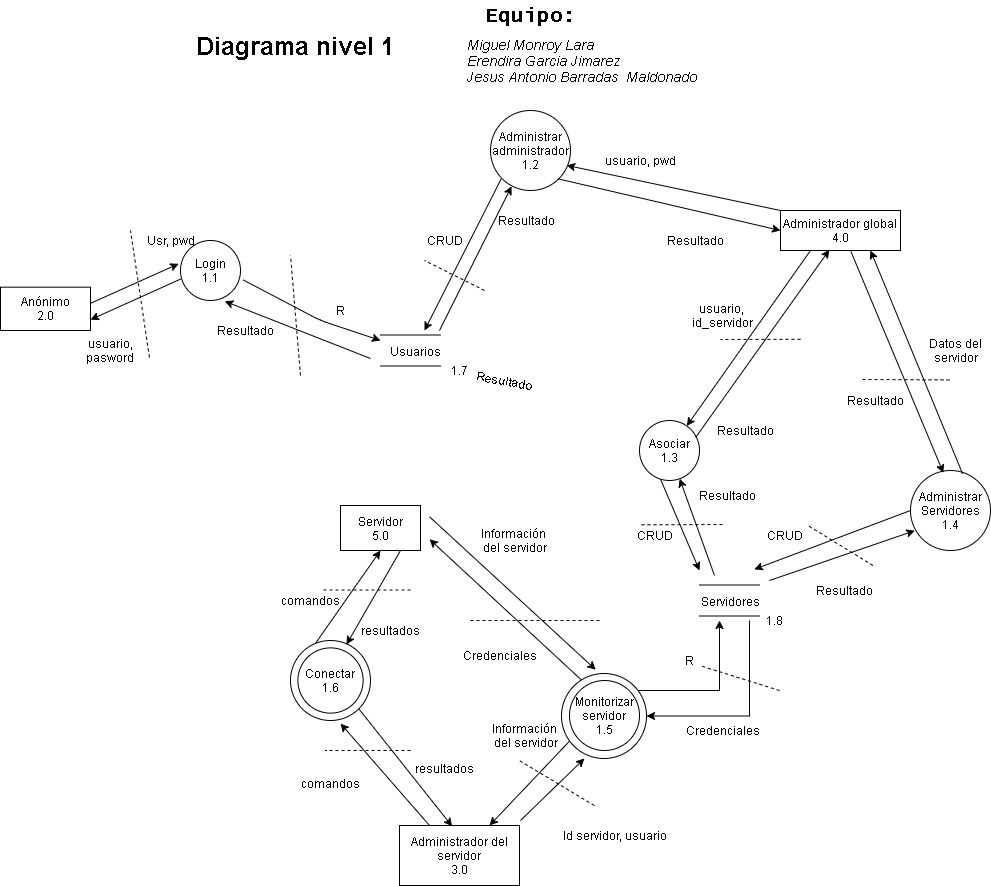 Equipo:
Diagrama nivel 1
Miguel Monroy Lara
Erendira Garcia Jimarez
Jesus Antonio Barradas Maldonado
Administrar
administrador
1.2
usuario, pwd
Resultado
CRUD
Resultado
Administrador global
4.0
Usr, pwd
Login
1.1
Anónimo
2.0
usuario,
pasword
R
Resultado
Usuarios
1.7
Resultado
usuario,
id_servidor
Resultado
Datos del
servidor
Resultado
Asociar
1.3
Administrar
Servidores
1.4
Resultado
CRUD
CRUD
Resultado
Servidores
1.8
Servidor
5.0
Información
del servidor
comandos
resultados
Credenciales
Conectar
1.6
R
Monitorizar
servidor
1.5
Credenciales
Información
del servidor
resultados
comandos
Id servidor, usuario
Administrador del
servidor
3.0